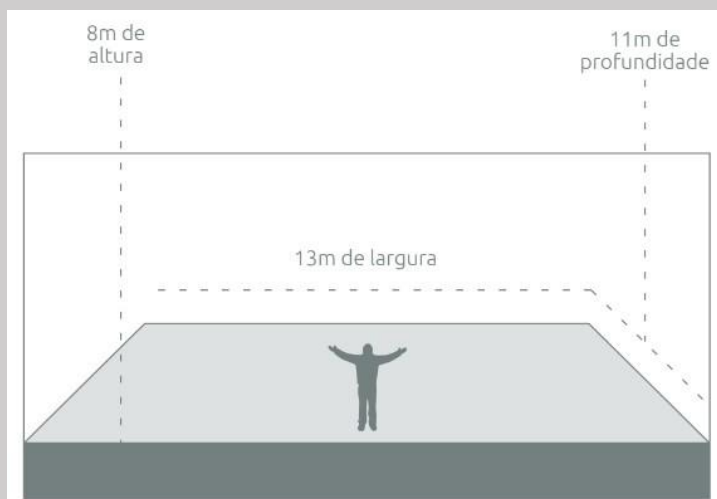 8m de
altura
11m de
profundidade
13m de largura